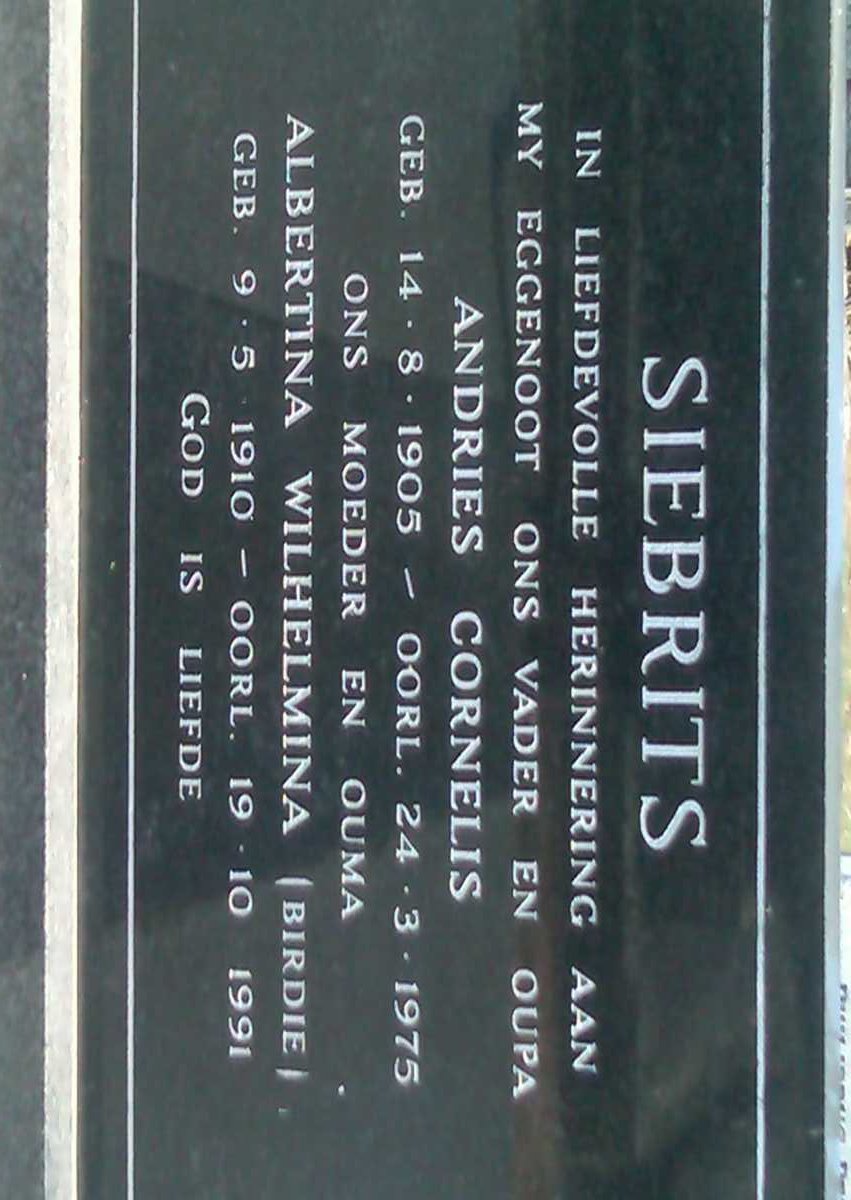 SIEBRITS
IN LIEFDEVOLLE HERINNERING AAN
MY EGGENOOT ONS VADER EN OUPA
ANDRIES CORNELIS
GEB. 14·8·1905 – OORL. 24·3·1975
ONS MOEDER EN OUMA
ALBERTINA WILHELMINA (BIRDIE)
GEB. 9·5·1910 – OORL. 19·10 1991
GOD IS LIEFDE